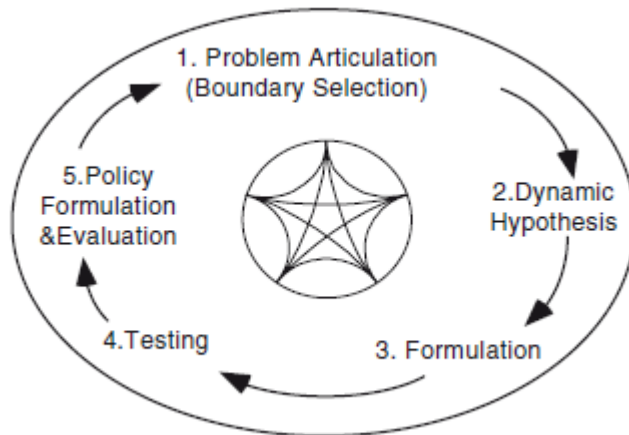 1. Problem Articulation
(Boundary Selection)
2.Dynamic
Hypothesis
3. Formulation
4.Testing
5.Policy
Formulation
&Evaluation